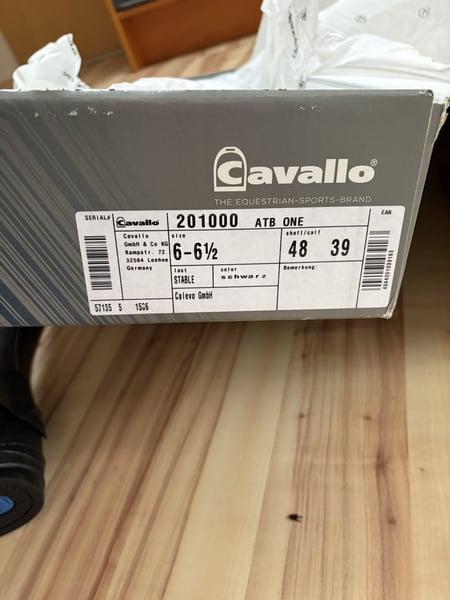 Cavallo®
THE EQUESTRIAN-SPORTS-BRAND
SERIAL#
Cavallo
201000 ATB ONE
EAN
Cavallo
GmbH & Co KG
Kampstr. 72
32584 Loehne
Germany
size
6-6½
shaft/calf
48 39
last
STABLE
color
schwarz
Bemerkung:
Calevo GmbH
57135 5